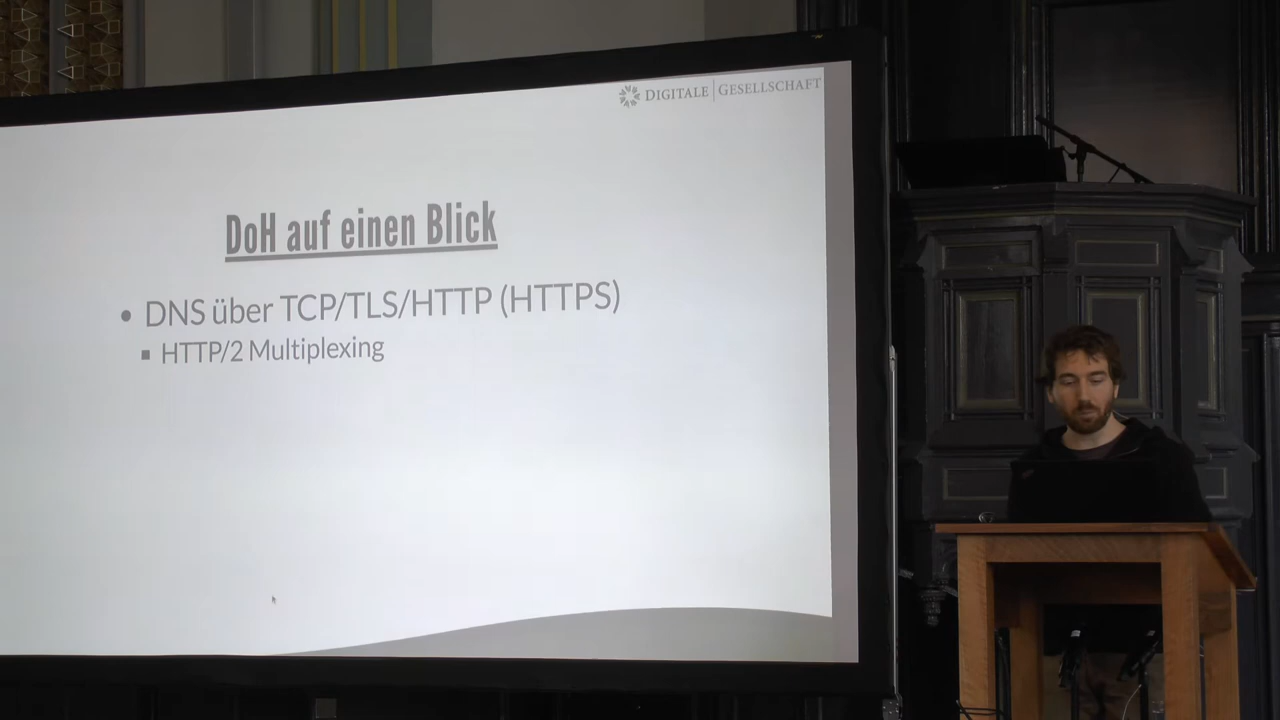 DIGITALE | GESELLSCHAFT
DoH auf einen Blick
• DNS über TCP/TLS/HTTP (HTTPS)
▪ HTTP/2 Multiplexing